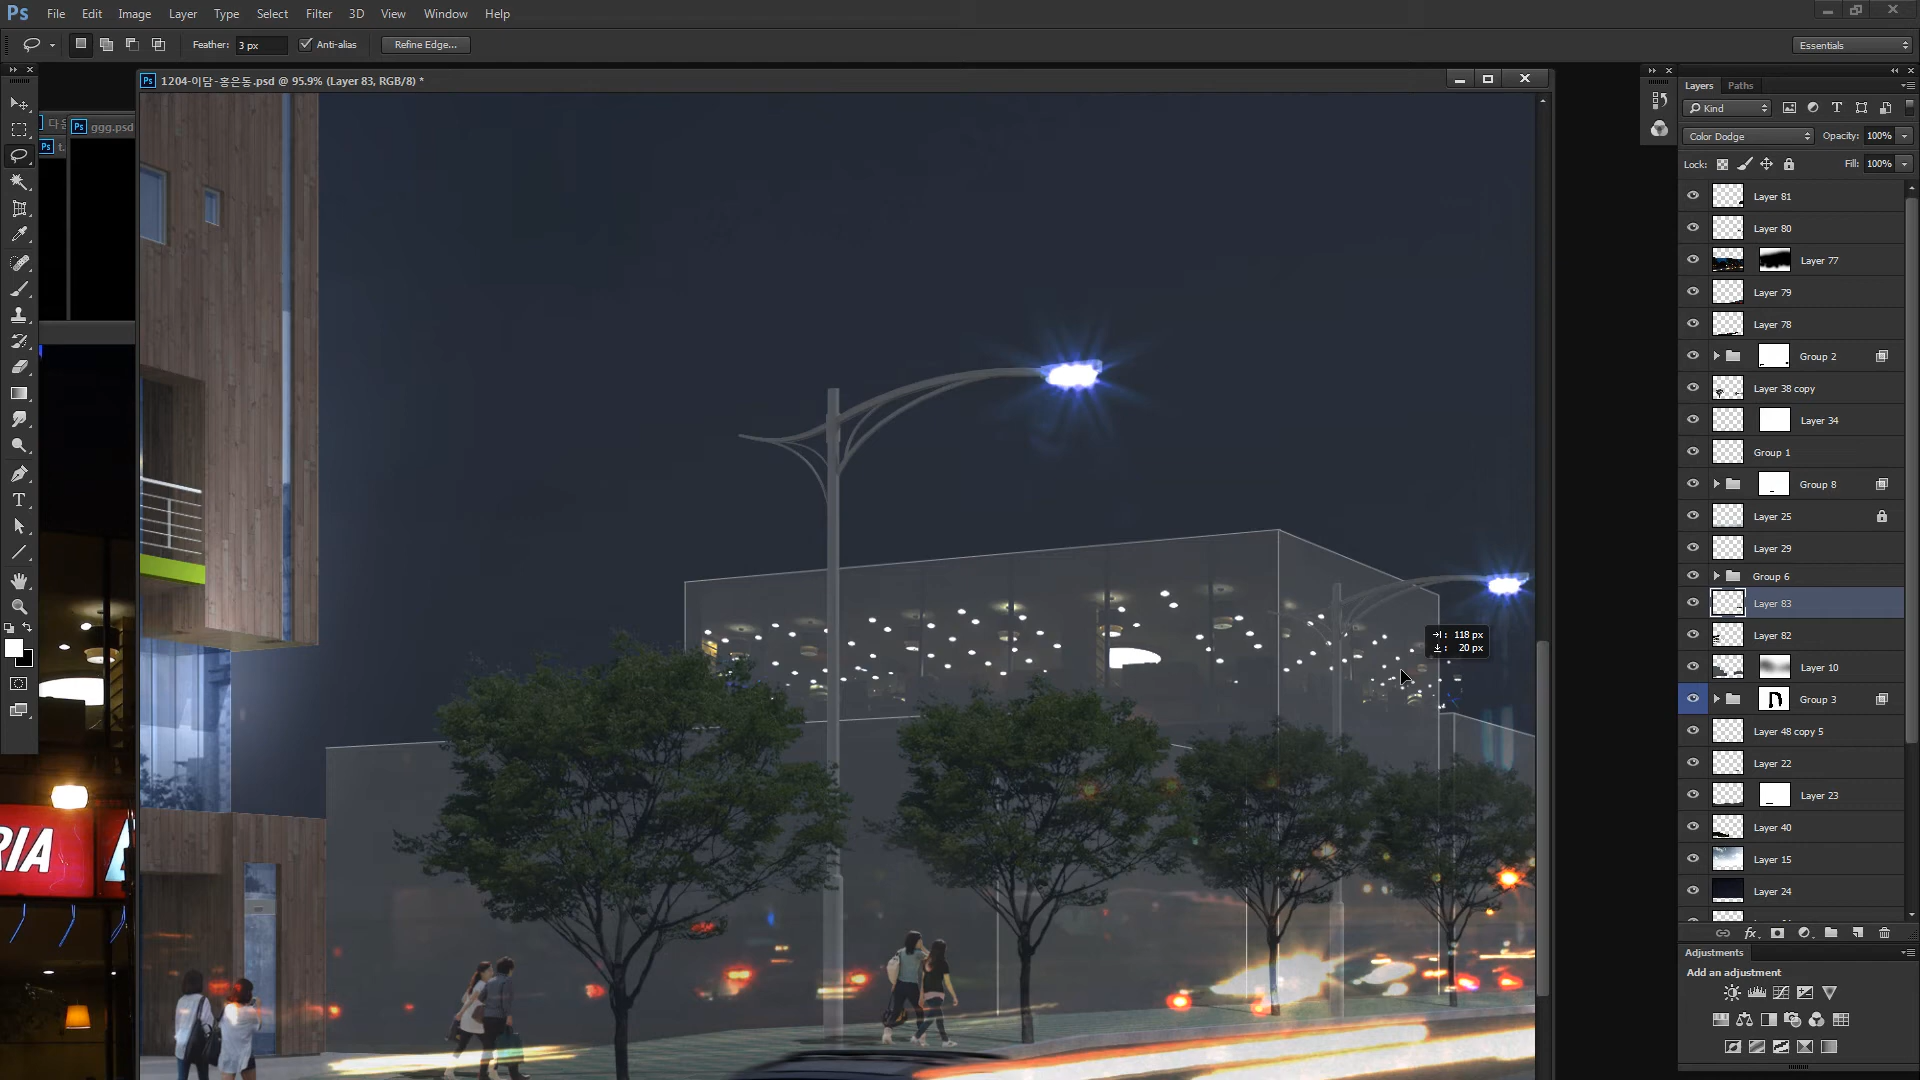 Ps File Edit Image Layer Type Select Filter 3D View Window Help
Feather: 3 px Anti-alias Refine Edge... Essentials
Ps 1204-이담-홍은동.psd @ 95.9% (Layer 83, RGB/8) *
Ps ggg.psd
다음
Ps t.
Layers Paths
Kind
Color Dodge Opacity: 100%
Lock: Fill: 100%
Layer 81
Layer 80
Layer 77
Layer 79
Layer 78
Group 2
Layer 38 copy
Layer 34
Group 1
Group 8
Layer 25
Layer 29
Group 6
Layer 83
Layer 82
Layer 10
Group 3
Layer 48 copy 5
Layer 22
Layer 23
Layer 40
Layer 15
Layer 24
118 px
20 px
RIA
Adjustments
Add an adjustment